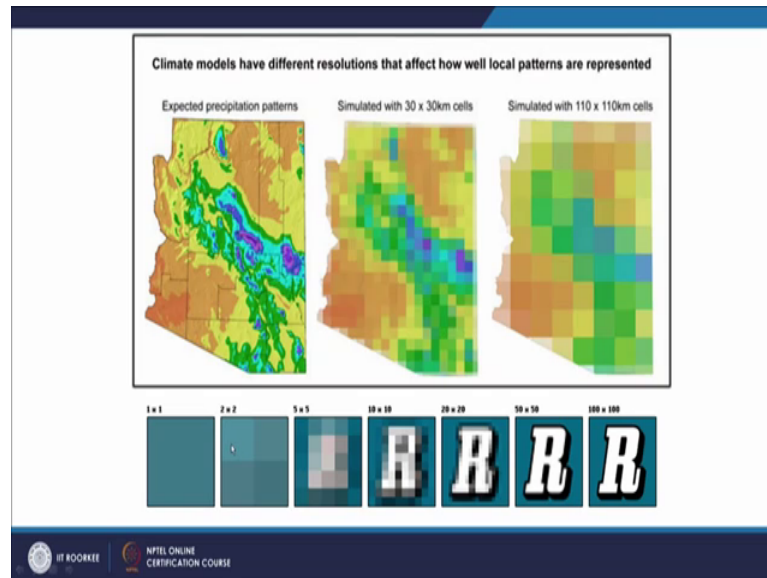 Climate models have different resolutions that affect how well local patterns are represented
Expected precipitation patterns
Simulated with 30 x 30km cells
Simulated with 110 x 110km cells
1 x 1
2 x 2
5 x 5
10 x 10
20 x 20
50 x 50
100 x 100
R
R
R
R
IIT ROORKEE
NPTEL ONLINE
CERTIFICATION COURSE